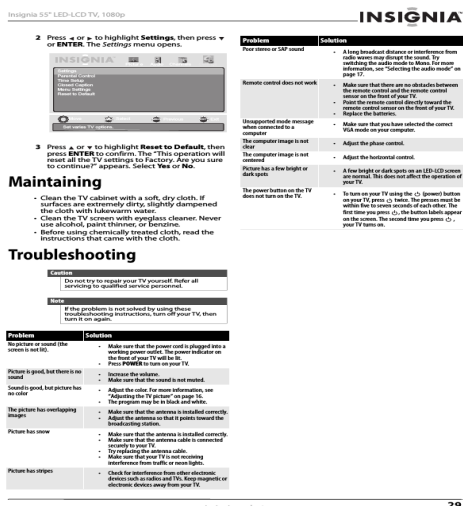 Insignia 55" LED-LCD TV, 1080p
INSIGNIA
2 Press ◄ or ► to highlight Settings, then press ▼
or ENTER. The Settings menu opens.
INSIGNIA
Settings
Parental Control
Time Setup
Closed Caption
Menu Settings
Reset to Default
Set varies TV options
3 Press ▲ or ▼ to highlight Reset to Default, then
press ENTER to confirm. The "This operation will
reset all the TV settings to Factory. Are you sure
to continue?" appears. Select Yes or No.
Maintaining
• Clean the TV cabinet with a soft, dry cloth. If
surfaces are extremely dirty, slightly dampened
the cloth with lukewarm water.
• Clean the TV screen with eyeglass cleaner. Never
use alcohol, paint thinner, or benzine.
• Before using chemically treated cloth, read the
instructions that came with the cloth.
Troubleshooting
Caution
Do not try to repair your TV yourself. Refer all
servicing to qualified service personnel.
Note
If the problem is not solved by using these
troubleshooting instructions, turn off your TV, then
turn it on again.
Problem Solution
No picture or sound (the
screen is not lit).
• Make sure that the power cord is plugged into a
working power outlet. The power indicator on
the front of your TV will be lit.
• Press POWER to turn on your TV.
Picture is good, but there is no
sound
• Increase the volume.
• Make sure that the sound is not muted.
Sound is good, but picture has
no color
• Adjust the color. For more information, see
"Adjusting the TV picture" on page 16.
• The program may be in black and white.
The picture has overlapping
images
• Make sure that the antenna is installed correctly.
• Adjust the antenna so that it points toward the
broadcasting station.
Picture has snow
• Make sure that the antenna is installed correctly.
• Make sure that the antenna cable is connected
securely to your TV.
• Try replacing the antenna cable.
• Make sure that your TV is not receiving
interference from traffic or neon lights.
Picture has stripes
• Check for interference from other electronic
devices such as radios and TVs. Keep magnetic or
electronic devices away from your TV.
Problem Solution
Poor stereo or SAP sound
• A long broadcast distance or interference from
radio waves may disrupt the sound. Try
switching the audio mode to Mono. For more
information, see "Selecting the audio mode" on
page 17.
Remote control does not work
• Make sure that there are no obstacles between
the remote control and the remote control
sensor on the front of your TV.
• Point the remote control directly toward the
remote control sensor on the front of your TV.
• Replace the batteries.
Unsupported mode message
when connected to a
computer
• Make sure that you have selected the correct
VGA mode on your computer.
The computer image is not
clear
• Adjust the phase control.
The computer image is not
centered
• Adjust the horizontal control.
Picture has a few bright or
dark spots
• A few bright or dark spots on an LED-LCD screen
are normal. This does not affect the operation of
your TV.
The power button on the TV
does not turn on the TV.
• To turn on your TV using the ⏻ (power) button
on your TV, press ⏻ twice. The presses must be
within five to seven seconds of each other. The
first time you press ⏻, the button labels appear
on the screen. The second time you press ⏻,
your TV turns on.
29